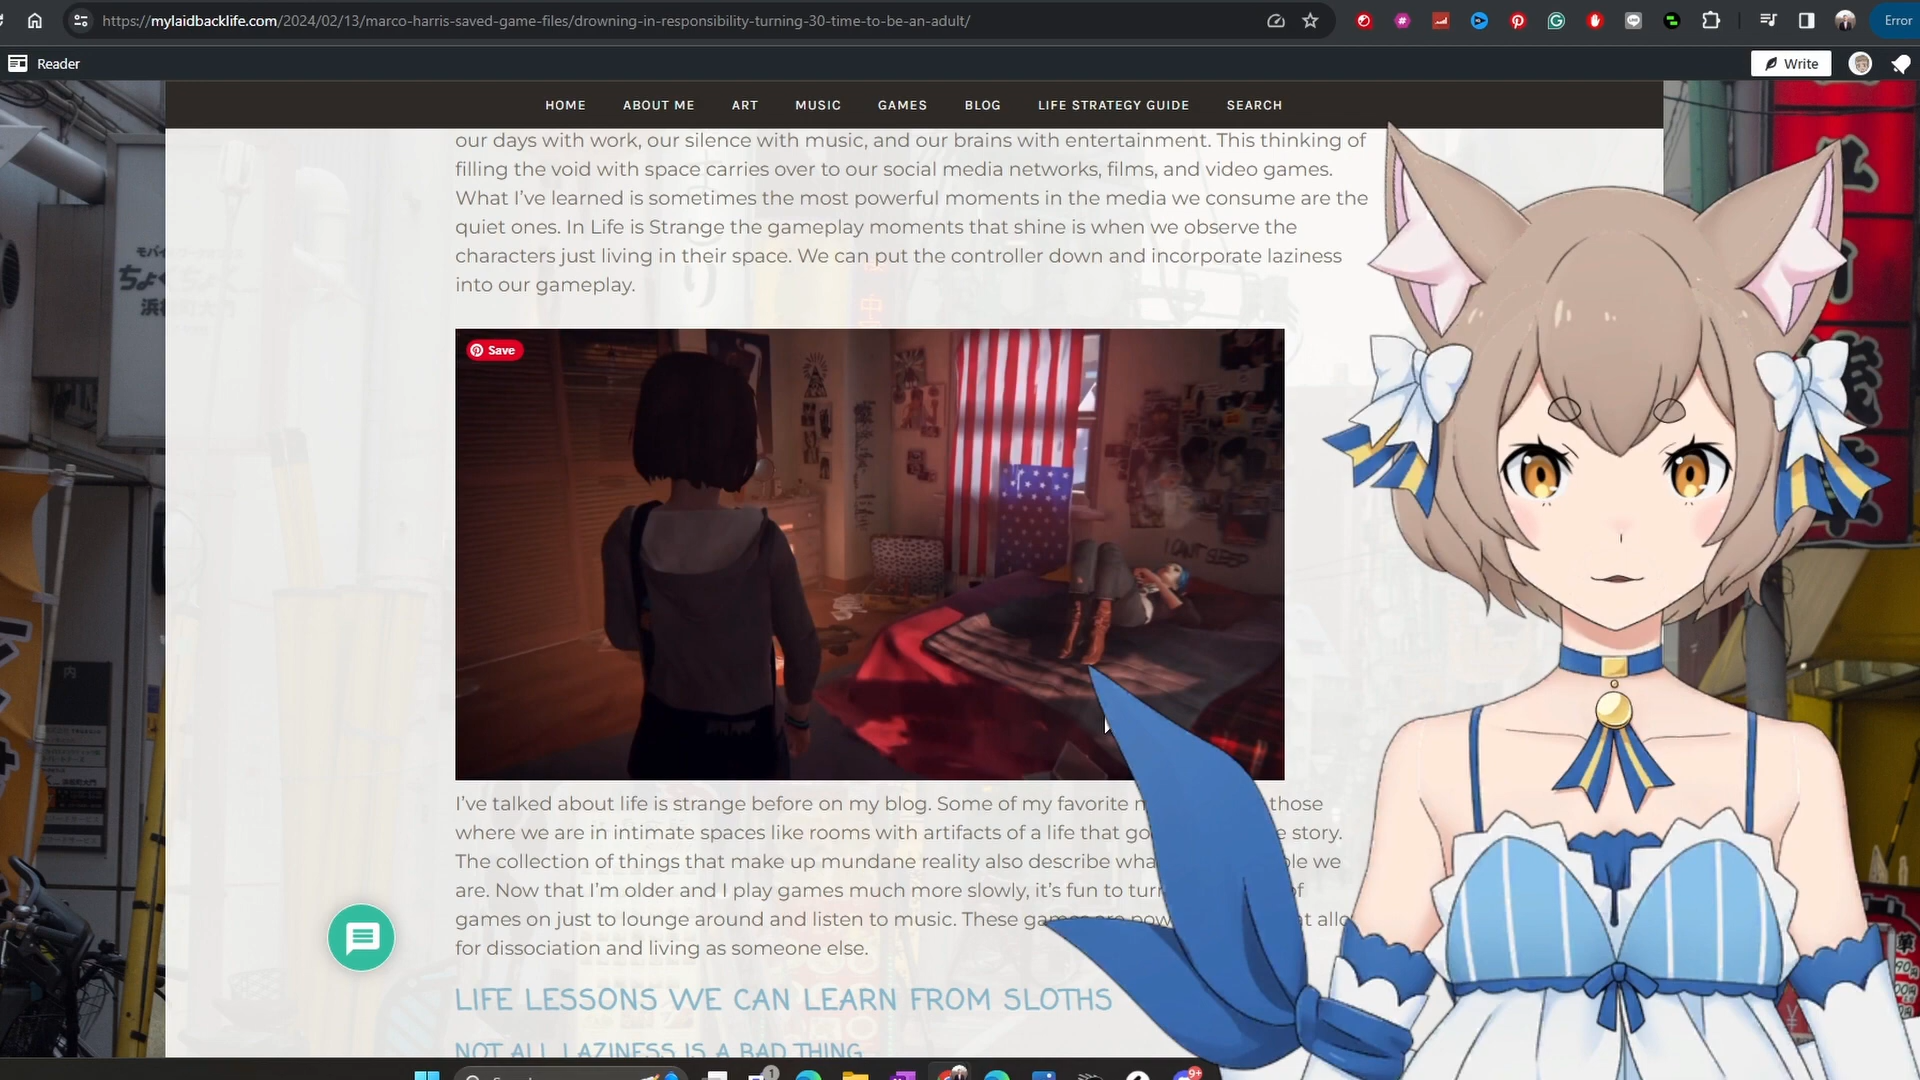 https://mylaidbacklife.com/2024/02/13/marco-harris-saved-game-files/drowning-in-responsibility-turning-30-time-to-be-an-adult/
Error
Reader
Write
HOME ABOUT ME ART MUSIC GAMES BLOG LIFE STRATEGY GUIDE SEARCH
our days with work, our silence with music, and our brains with entertainment. This thinking of
filling the void with space carries over to our social media networks, films, and video games.
What I've learned is sometimes the most powerful moments in the media we consume are the
quiet ones. In Life is Strange the gameplay moments that shine is when we observe the
characters just living in their space. We can put the controller down and incorporate laziness
into our gameplay.
Save
I CAN'T SLEEP
I've talked about life is strange before on my blog. Some of my favorite those
where we are in intimate spaces like rooms with artifacts of a life that story.
The collection of things that make up mundane reality also describe we
are. Now that I'm older and I play games much more slowly, it's fun to of
games on just to lounge around and listen to music. These
for dissociation and living as someone else.
LIFE LESSONS WE CAN LEARN FROM SLOTHS
NOT ALL LAZINESS IS A BAD THING
1
9+